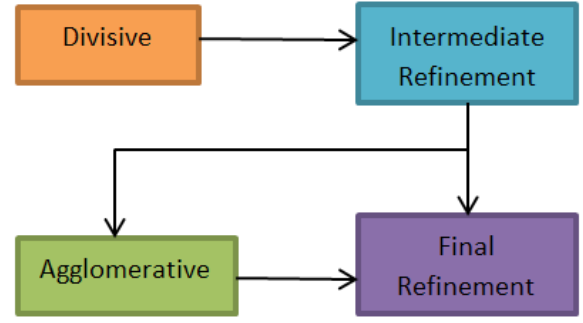 Divisive
Intermediate
Refinement
Agglomerative
Final
Refinement